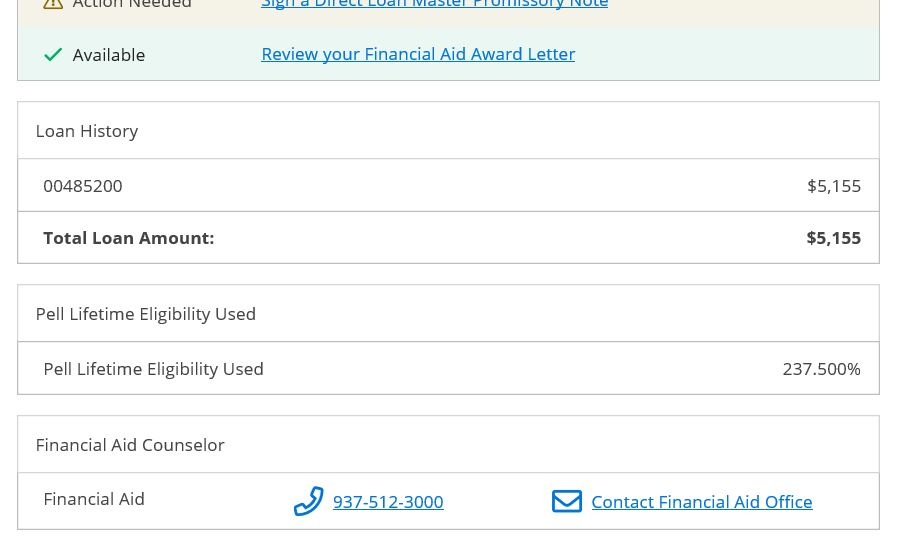 Action Needed Sign a Direct Loan Master Promissory Note
Available Review your Financial Aid Award Letter
Loan History
00485200 $5,155
Total Loan Amount: $5,155
Pell Lifetime Eligibility Used
Pell Lifetime Eligibility Used 237.500%
Financial Aid Counselor
Financial Aid 937-512-3000 Contact Financial Aid Office